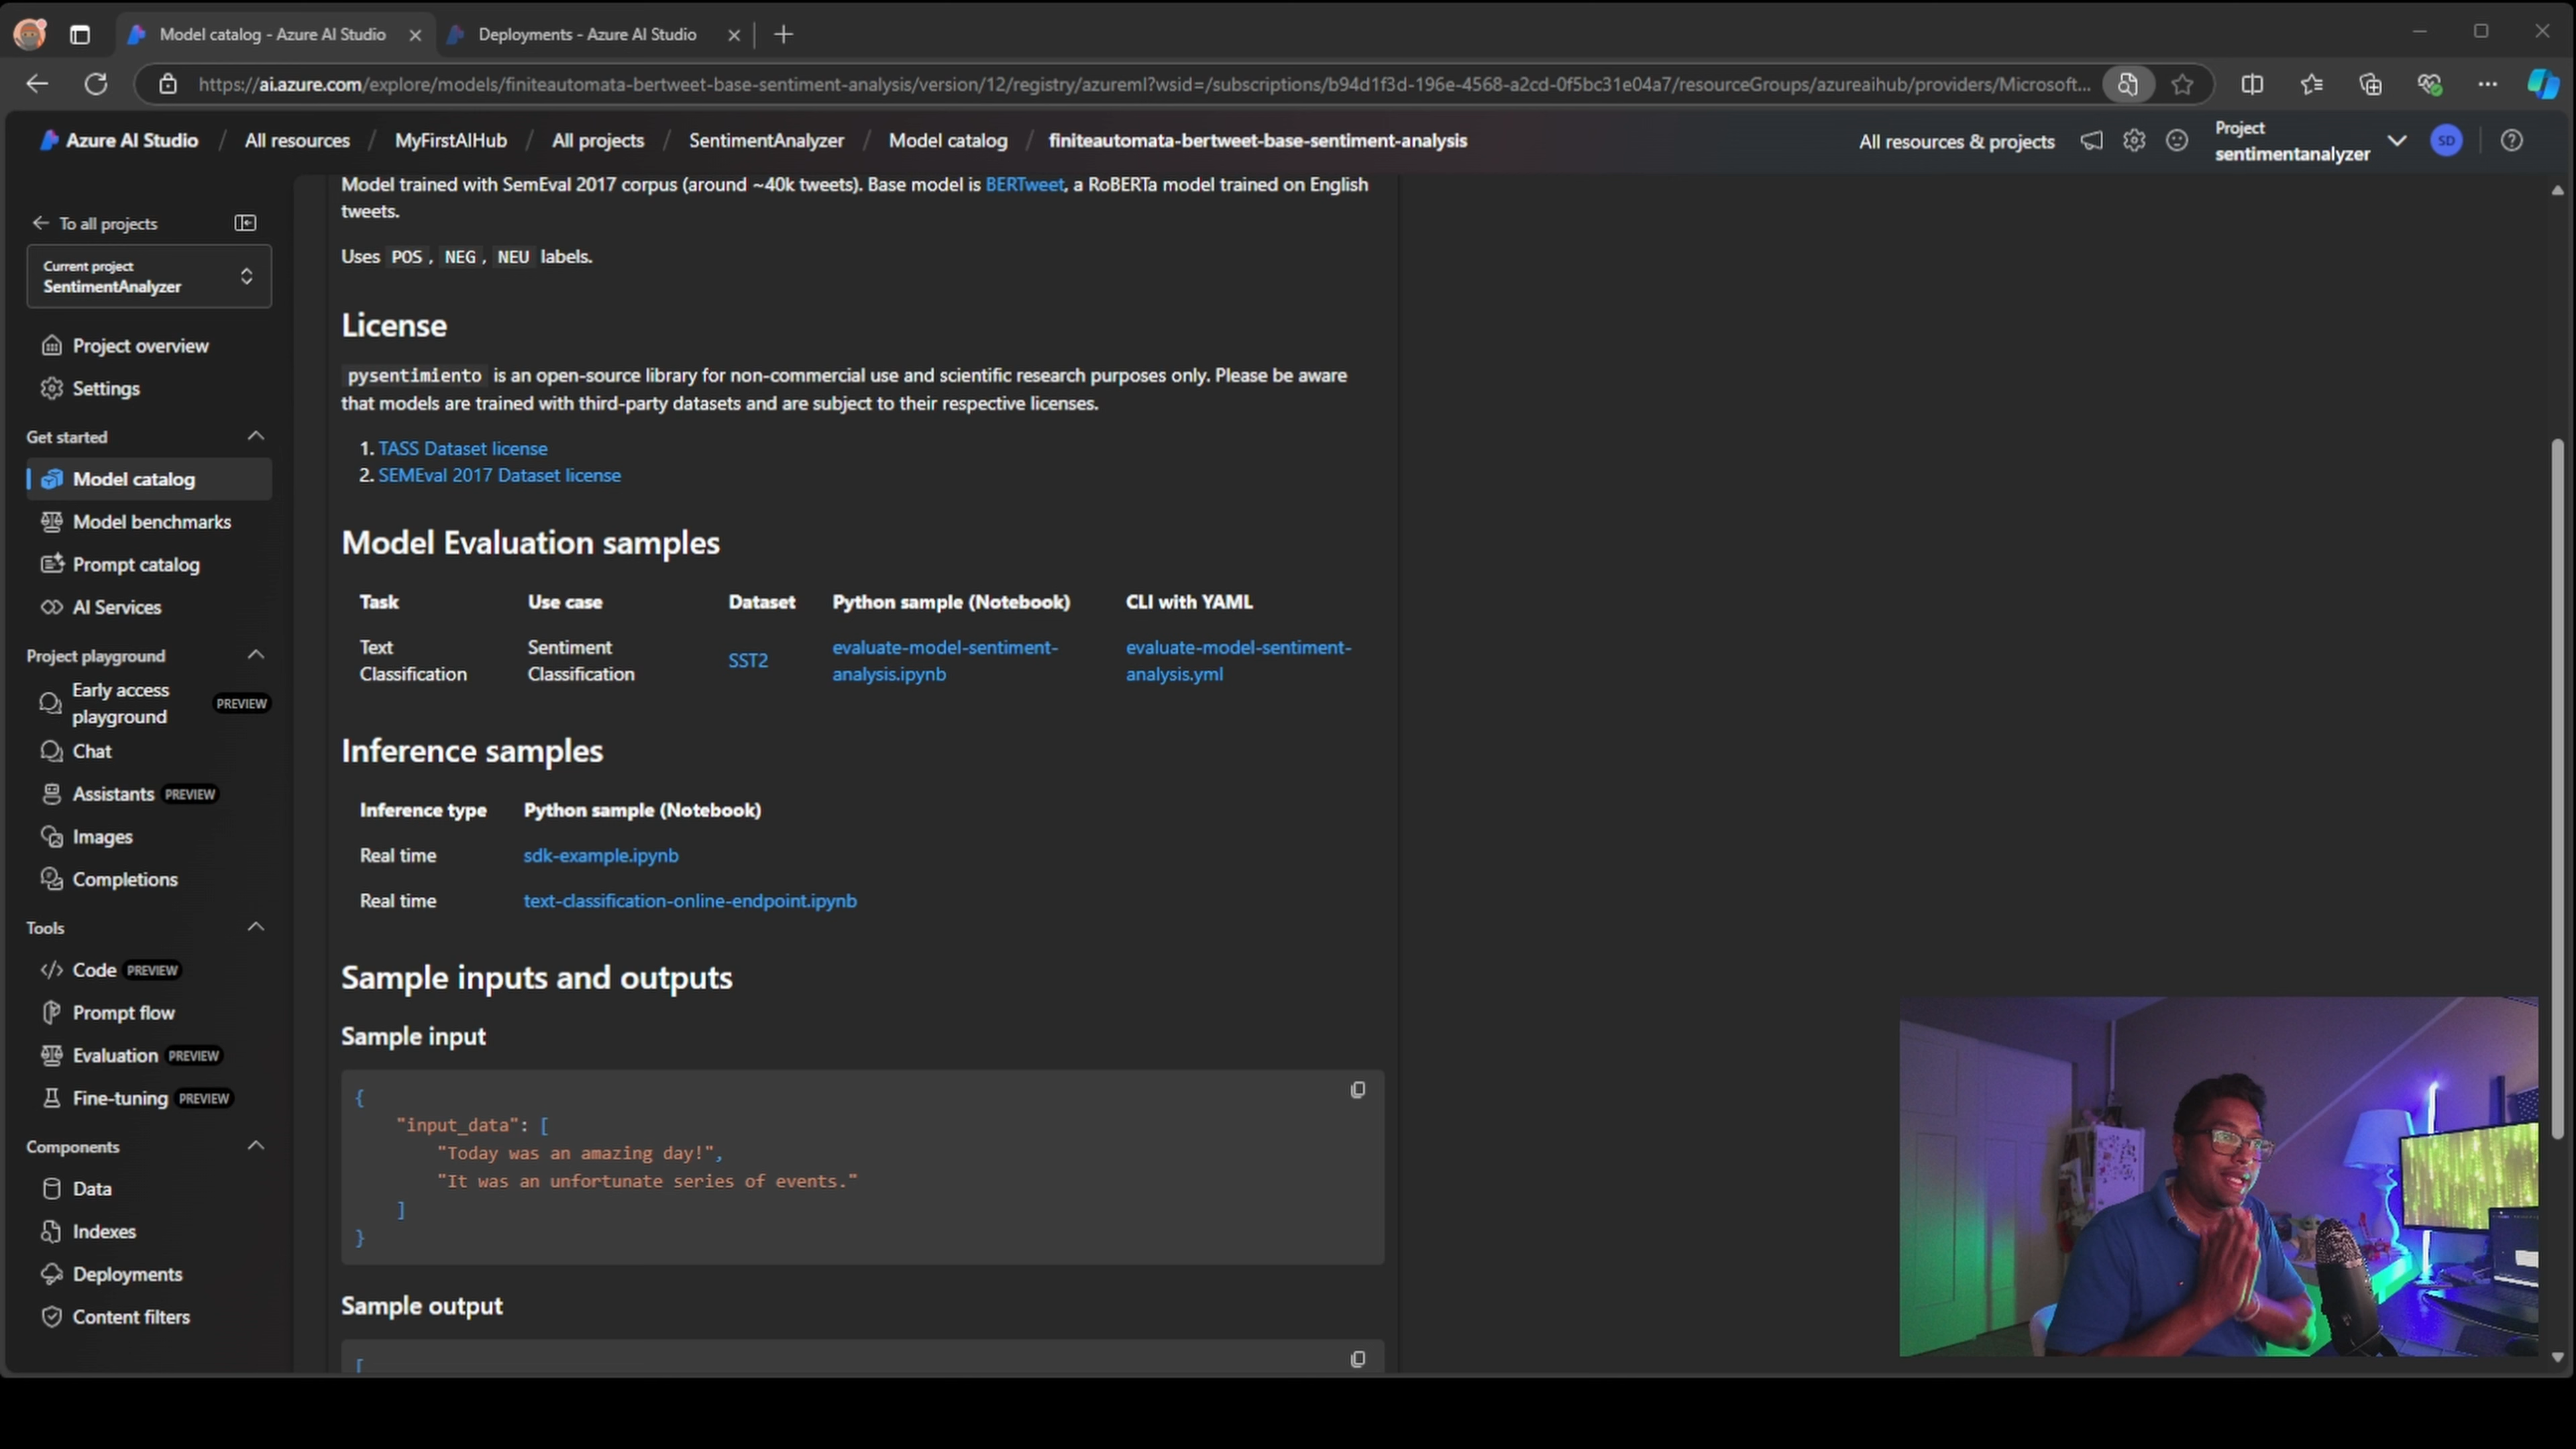 Model catalog - Azure AI Studio
Deployments - Azure AI Studio
https://ai.azure.com/explore/models/finiteautomata-bertweet-base-sentiment-analysis/version/12/registry/azureml?wsid=/subscriptions/b94d1f3d-196e-4568-a2cd-0f5bc31e04a7/resourceGroups/azureaihub/providers/Microsoft...
Azure AI Studio / All resources / MyFirstAIHub / All projects / SentimentAnalyzer / Model catalog / finiteautomata-bertweet-base-sentiment-analysis
All resources & projects
Project
sentimentanalyzer
SD
To all projects
Current project
SentimentAnalyzer
Project overview
Settings
Get started
Model catalog
Model benchmarks
Prompt catalog
AI Services
Project playground
Early access
playground
PREVIEW
Chat
Assistants PREVIEW
Images
Completions
Tools
Code PREVIEW
Prompt flow
Evaluation PREVIEW
Fine-tuning PREVIEW
Components
Data
Indexes
Deployments
Content filters
Model trained with SemEval 2017 corpus (around ~40k tweets). Base model is BERTweet, a RoBERTa model trained on English
tweets.
Uses POS, NEG, NEU labels.
License
pysentimiento is an open-source library for non-commercial use and scientific research purposes only. Please be aware
that models are trained with third-party datasets and are subject to their respective licenses.
1. TASS Dataset license
2. SEMEval 2017 Dataset license
Model Evaluation samples
Task Use case Dataset Python sample (Notebook) CLI with YAML
Text Sentiment evaluate-model-sentiment- evaluate-model-sentiment-
SST2
Classification Classification analysis.ipynb analysis.yml
Inference samples
Inference type Python sample (Notebook)
Real time sdk-example.ipynb
Real time text-classification-online-endpoint.ipynb
Sample inputs and outputs
Sample input
{
"input_data": [
"Today was an amazing day!",
"It was an unfortunate series of events."
]
}
Sample output
[